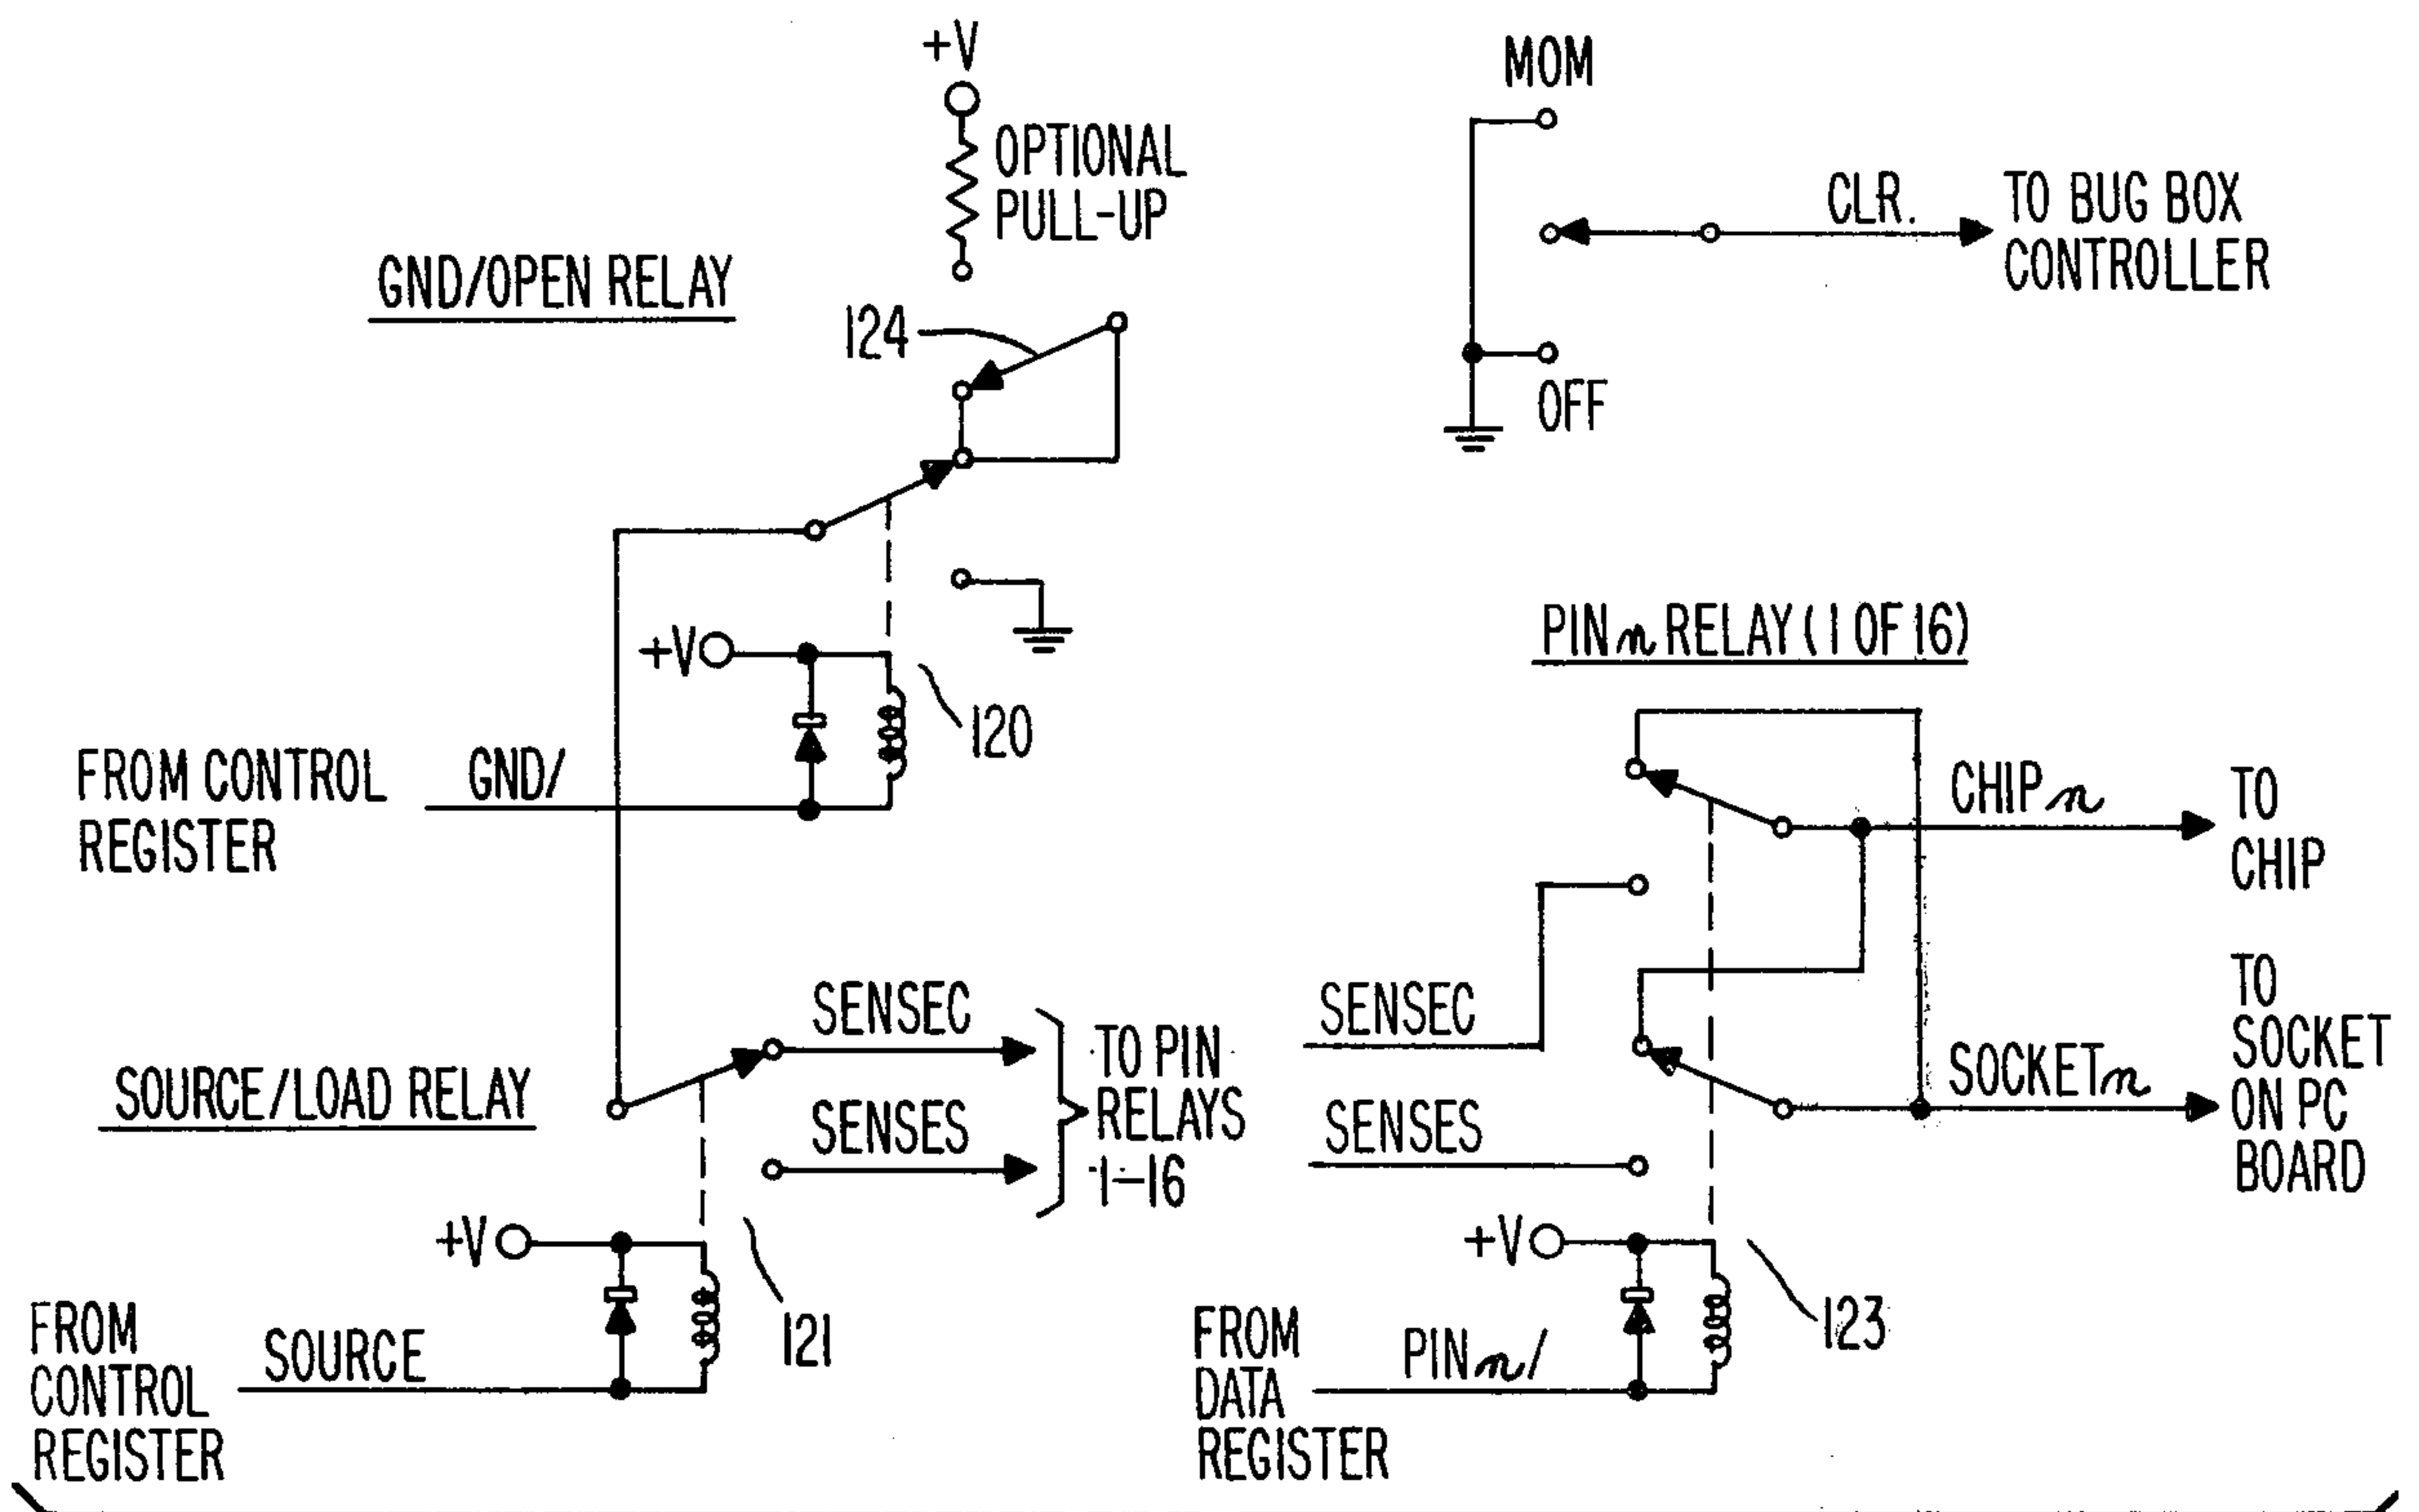 +V
OPTIONAL
PULL-UP
GND/OPEN RELAY
124
MOM
CLR.
TO BUG BOX
CONTROLLER
OFF
+V
120
FROM CONTROL
REGISTER
GND/
PIN n RELAY (1 OF 16)
CHIP n
TO
CHIP
SENSEC
SENSES
TO PIN
RELAYS
1-16
SOURCE/LOAD RELAY
+V
121
FROM
CONTROL
REGISTER
SOURCE
SENSEC
SENSES
SOCKET n
TO
SOCKET
ON PC
BOARD
+V
123
FROM
DATA
REGISTER
PIN n/